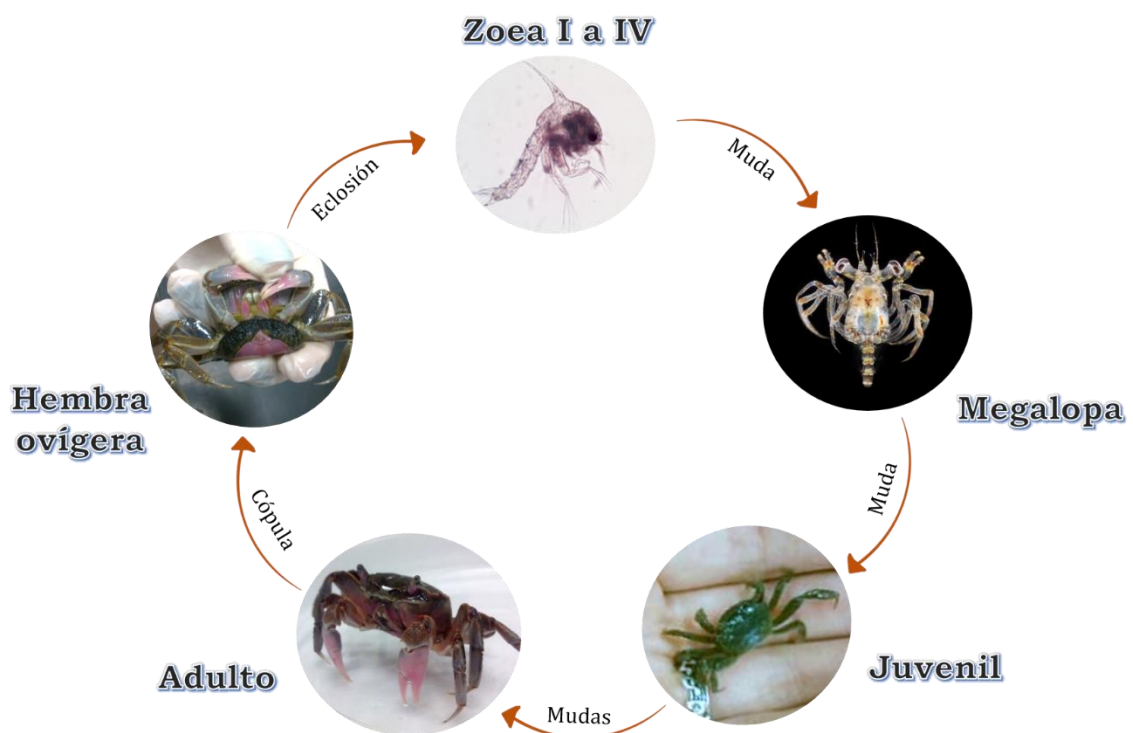 Zoea I a IV
Muda
Megalopa
Muda
Juvenil
Mudas
Adulto
Cópula
Hembra
ovígera
Eclosión